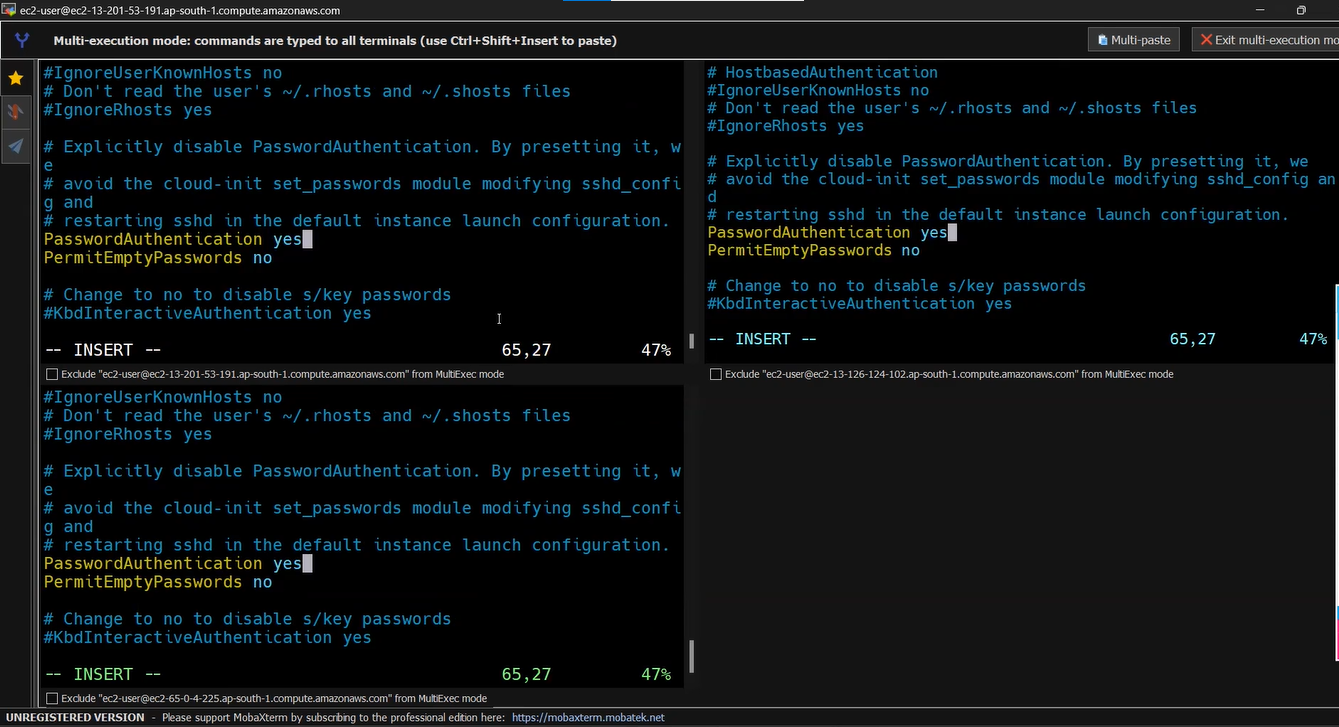 ec2-user@ec2-13-201-53-191.ap-south-1.compute.amazonaws.com
Multi-execution mode: commands are typed to all terminals (use Ctrl+Shift+Insert to paste)
Multi-paste
Exit multi-execution mo
#IgnoreUserKnownHosts no
# Don't read the user's ~/.rhosts and ~/.shosts files
#IgnoreRhosts yes
# Explicitly disable PasswordAuthentication. By presetting it, w
e
# avoid the cloud-init set_passwords module modifying sshd_confi
g and
# restarting sshd in the default instance launch configuration.
PasswordAuthentication yes
PermitEmptyPasswords no
# Change to no to disable s/key passwords
#KbdInteractiveAuthentication yes
-- INSERT -- 65,27 47%
Exclude "ec2-user@ec2-13-201-53-191.ap-south-1.compute.amazonaws.com" from MultiExec mode
# HostbasedAuthentication
#IgnoreUserKnownHosts no
# Don't read the user's ~/.rhosts and ~/.shosts files
#IgnoreRhosts yes
# Explicitly disable PasswordAuthentication. By presetting it, we
# avoid the cloud-init set_passwords module modifying sshd_config an
d
# restarting sshd in the default instance launch configuration.
PasswordAuthentication yes
PermitEmptyPasswords no
# Change to no to disable s/key passwords
#KbdInteractiveAuthentication yes
-- INSERT -- 65,27 47%
Exclude "ec2-user@ec2-13-126-124-102.ap-south-1.compute.amazonaws.com" from MultiExec mode
#IgnoreUserKnownHosts no
# Don't read the user's ~/.rhosts and ~/.shosts files
#IgnoreRhosts yes
# Explicitly disable PasswordAuthentication. By presetting it, w
e
# avoid the cloud-init set_passwords module modifying sshd_confi
g and
# restarting sshd in the default instance launch configuration.
PasswordAuthentication yes
PermitEmptyPasswords no
# Change to no to disable s/key passwords
#KbdInteractiveAuthentication yes
-- INSERT -- 65,27 47%
Exclude "ec2-user@ec2-65-0-4-225.ap-south-1.compute.amazonaws.com" from MultiExec mode
UNREGISTERED VERSION - Please support MobaXterm by subscribing to the professional edition here: https://mobaxterm.mobatek.net